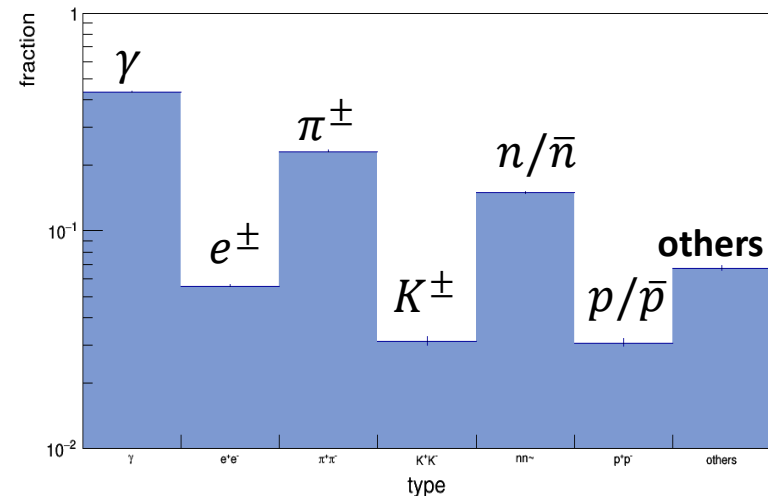 fraction
1
10⁻¹
10⁻²
γ
e±
π±
K±
n/n̄
p/p̄
others
γ
e⁺e⁻
π⁺π⁻
K⁺K⁻
nn~
p⁺p⁻
others
type